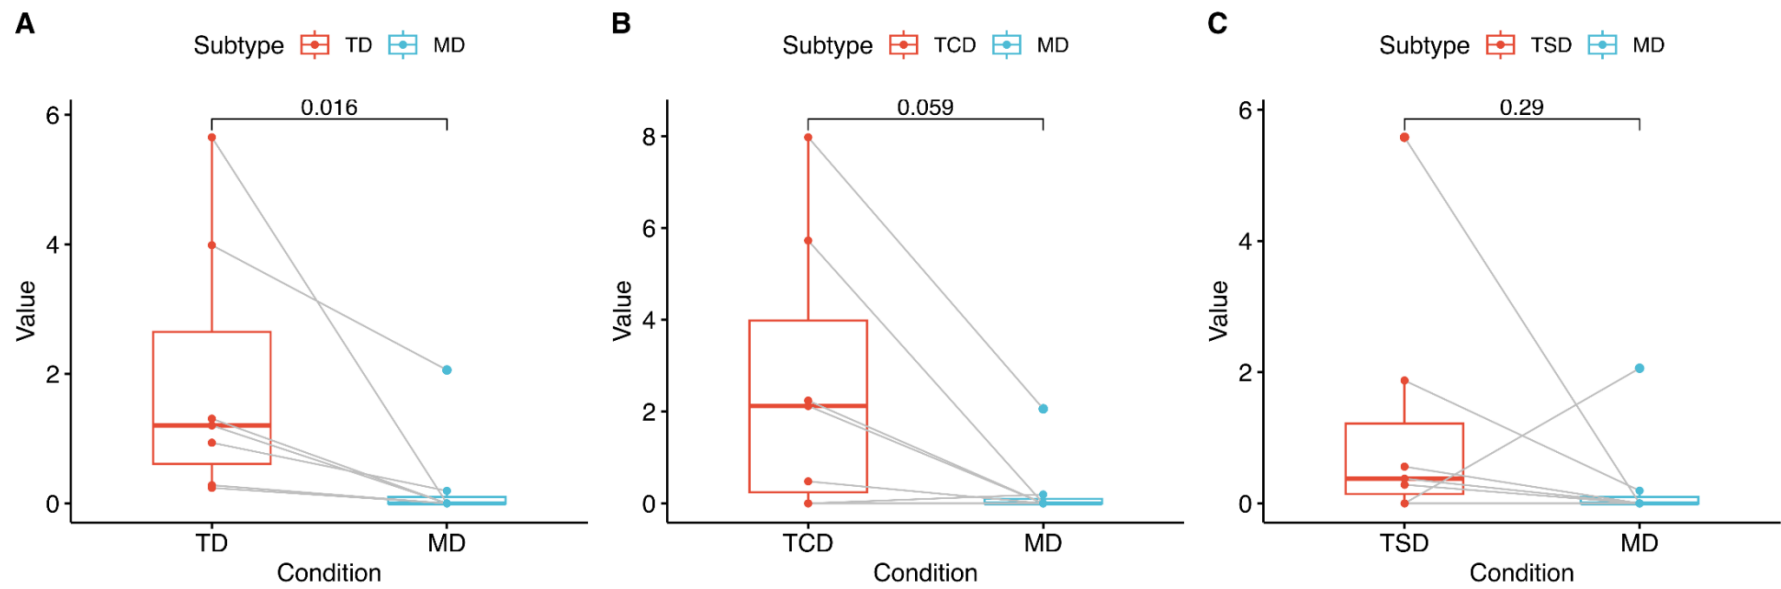 A
Subtype TD MD
0.016
6
4
2
0
Value
TD MD
Condition
B
Subtype TCD MD
0.059
8
6
4
2
0
Value
TCD MD
Condition
C
Subtype TSD MD
0.29
6
4
2
0
Value
TSD MD
Condition